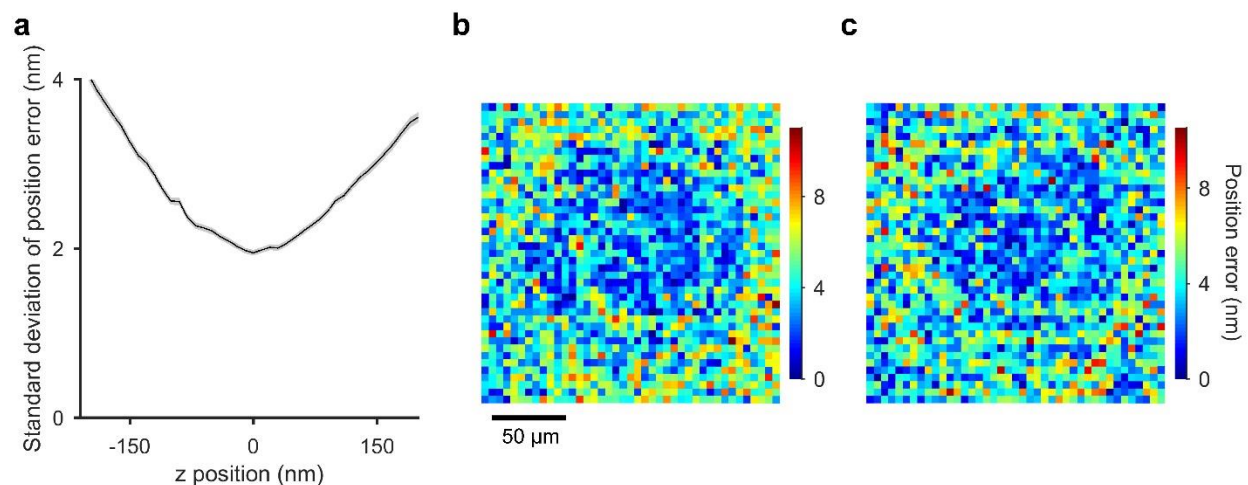 a
Standard deviation of position error (nm)
4
2
0
-150
0
150
z position (nm)
b
8
4
0
50 µm
c
8
4
0
Position error (nm)